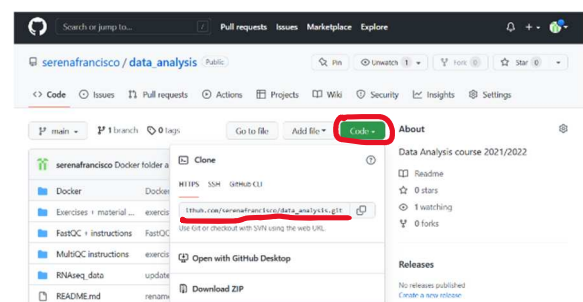 Search or jump to... / Pull requests Issues Marketplace Explore
serenafrancisco / data_analysis Public Pin Unwatch 1 Fork 0 Star 0
Code Issues Pull requests Actions Projects Wiki Security Insights Settings
main 1 branch 0 tags Go to file Add file Code About
Data Analysis course 2021/2022
serenafrancisco Docker folder a Clone
Readme
HTTPS SSH GitHub CLI
Docker Docker 0 stars
ithub.com/serenafrancisco/data_analysis.git
Exercises + material ... exercis 1 watching
Use Git or checkout with SVN using the web URL.
FastQC + instructions FastQC 0 forks
MultiQC instructions exercis Open with GitHub Desktop
Releases
RNAseq_data update
No releases published
README.md renam Download ZIP
Create a new release